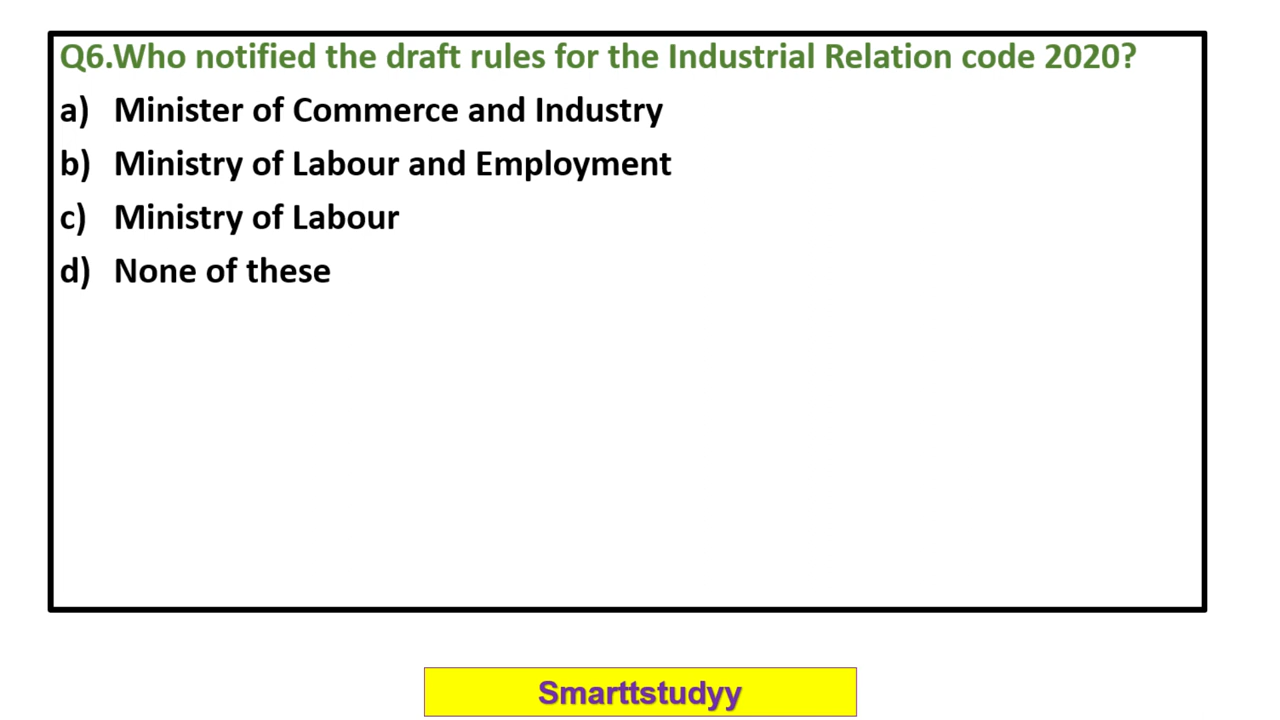 Q6.Who notified the draft rules for the Industrial Relation code 2020?
a) Minister of Commerce and Industry
b) Ministry of Labour and Employment
c) Ministry of Labour
d) None of these
Smarttstudyy